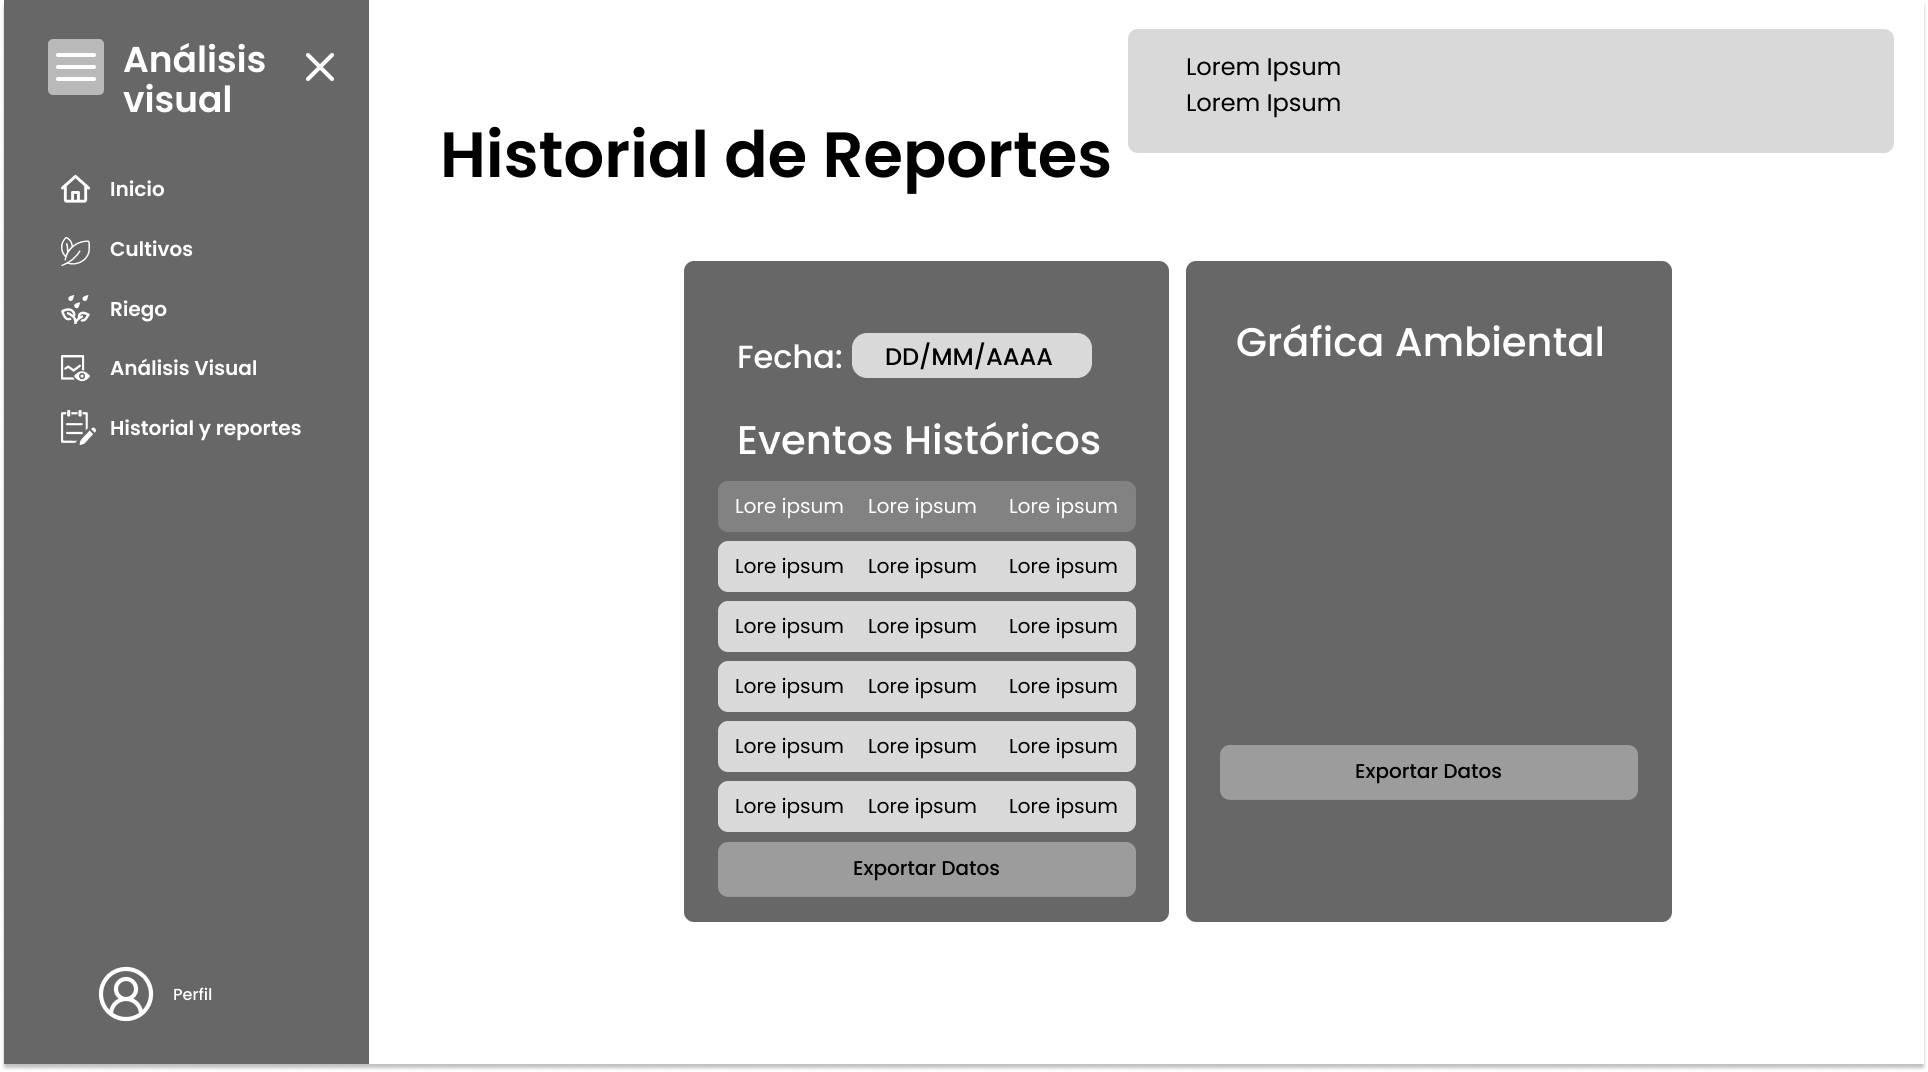 Análisis
visual
Inicio
Cultivos
Riego
Análisis Visual
Historial y reportes
Perfil
Lorem Ipsum
Lorem Ipsum
Historial de Reportes
Fecha: DD/MM/AAAA
Eventos Históricos
Lore ipsum Lore ipsum Lore ipsum
Lore ipsum Lore ipsum Lore ipsum
Lore ipsum Lore ipsum Lore ipsum
Lore ipsum Lore ipsum Lore ipsum
Lore ipsum Lore ipsum Lore ipsum
Lore ipsum Lore ipsum Lore ipsum
Exportar Datos
Gráfica Ambiental
Exportar Datos